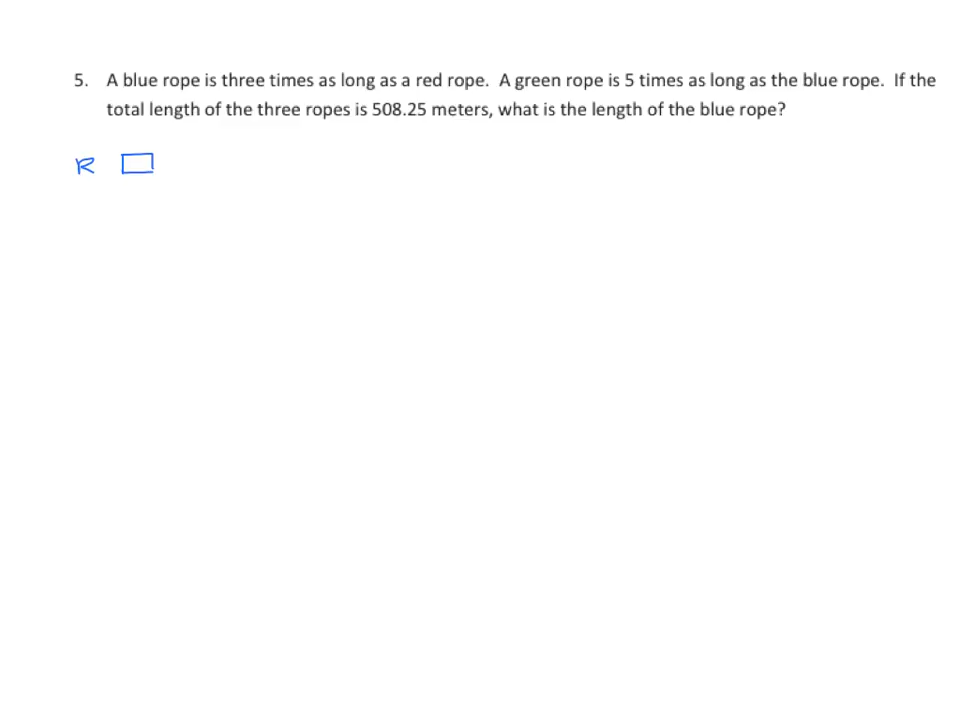 5. A blue rope is three times as long as a red rope. A green rope is 5 times as long as the blue rope. If the
total length of the three ropes is 508.25 meters, what is the length of the blue rope?
R